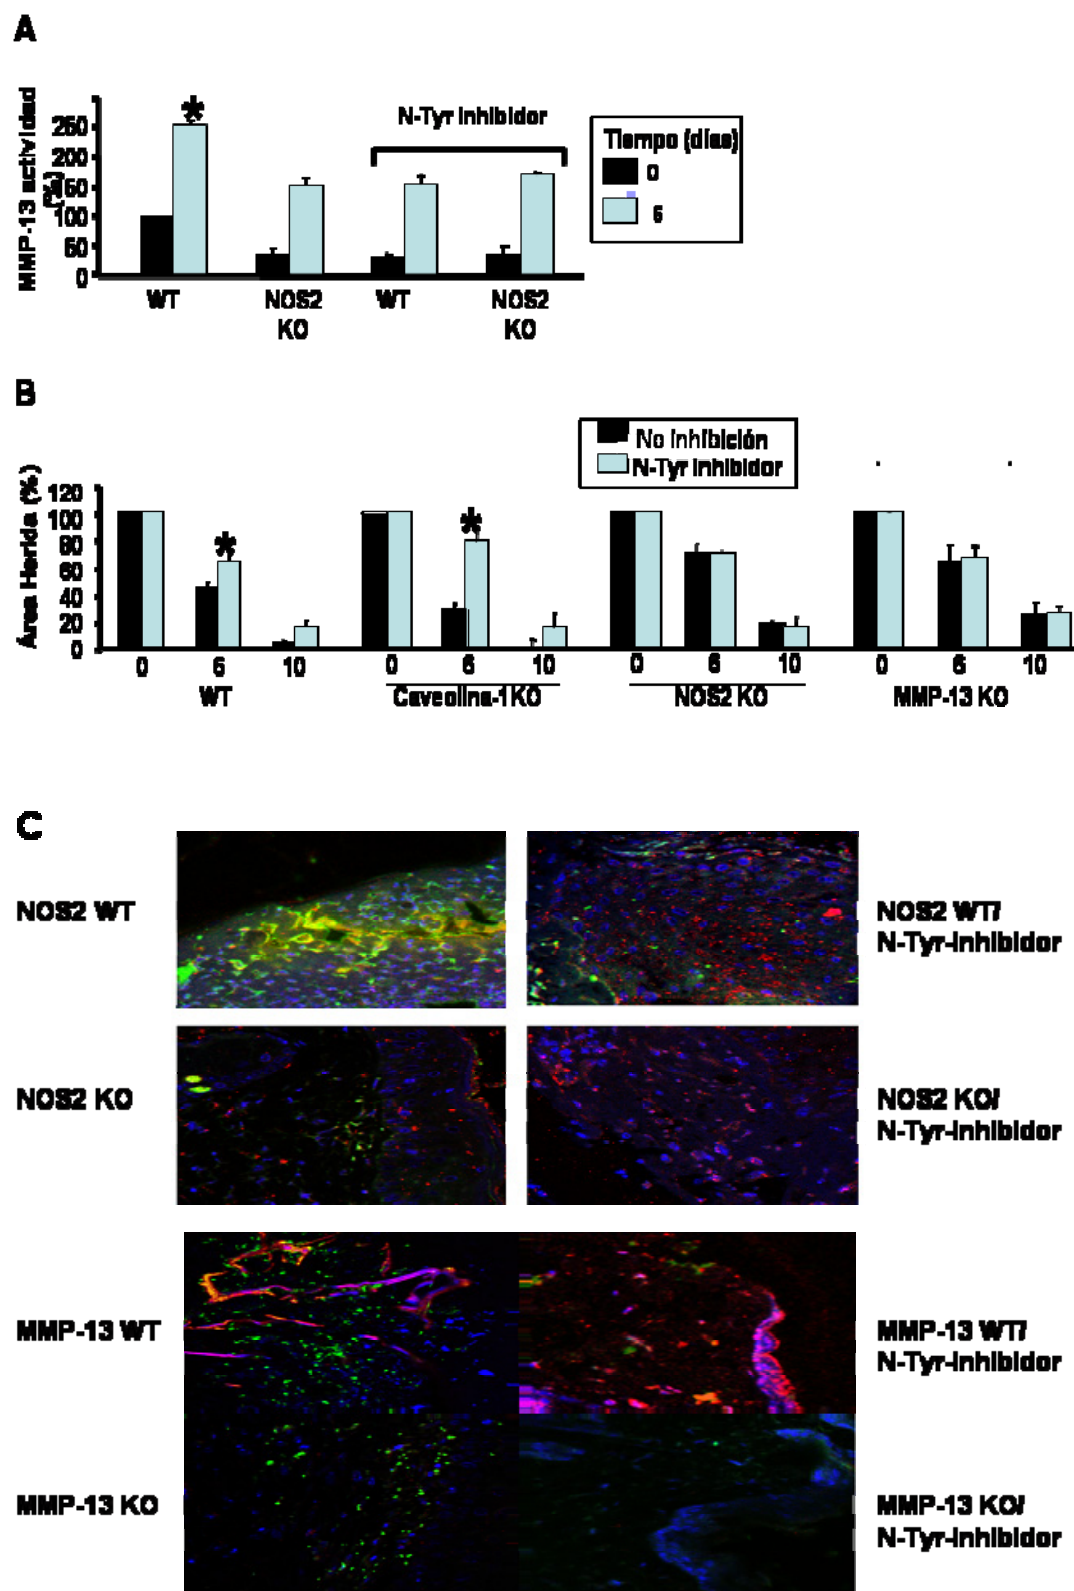 A
MMP-13 actividad (%)
250
200
150
100
50
0
*
N-Tyr inhibidor
WT
NOS2 KO
WT
NOS2 KO
Tiempo (días)
0
6
B
No inhibición
N-Tyr inhibidor
Área Herida (%)
120
100
80
60
40
20
0
*
*
0 6 10
0 6 10
0 6 10
0 6 10
WT
Caveolina-1 KO
NOS2 KO
MMP-13 KO
C
NOS2 WT
NOS2 WT/
N-Tyr-inhibidor
NOS2 KO
NOS2 KO/
N-Tyr-inhibidor
MMP-13 WT
MMP-13 WT/
N-Tyr-inhibidor
MMP-13 KO
MMP-13 KO/
N-Tyr-inhibidor